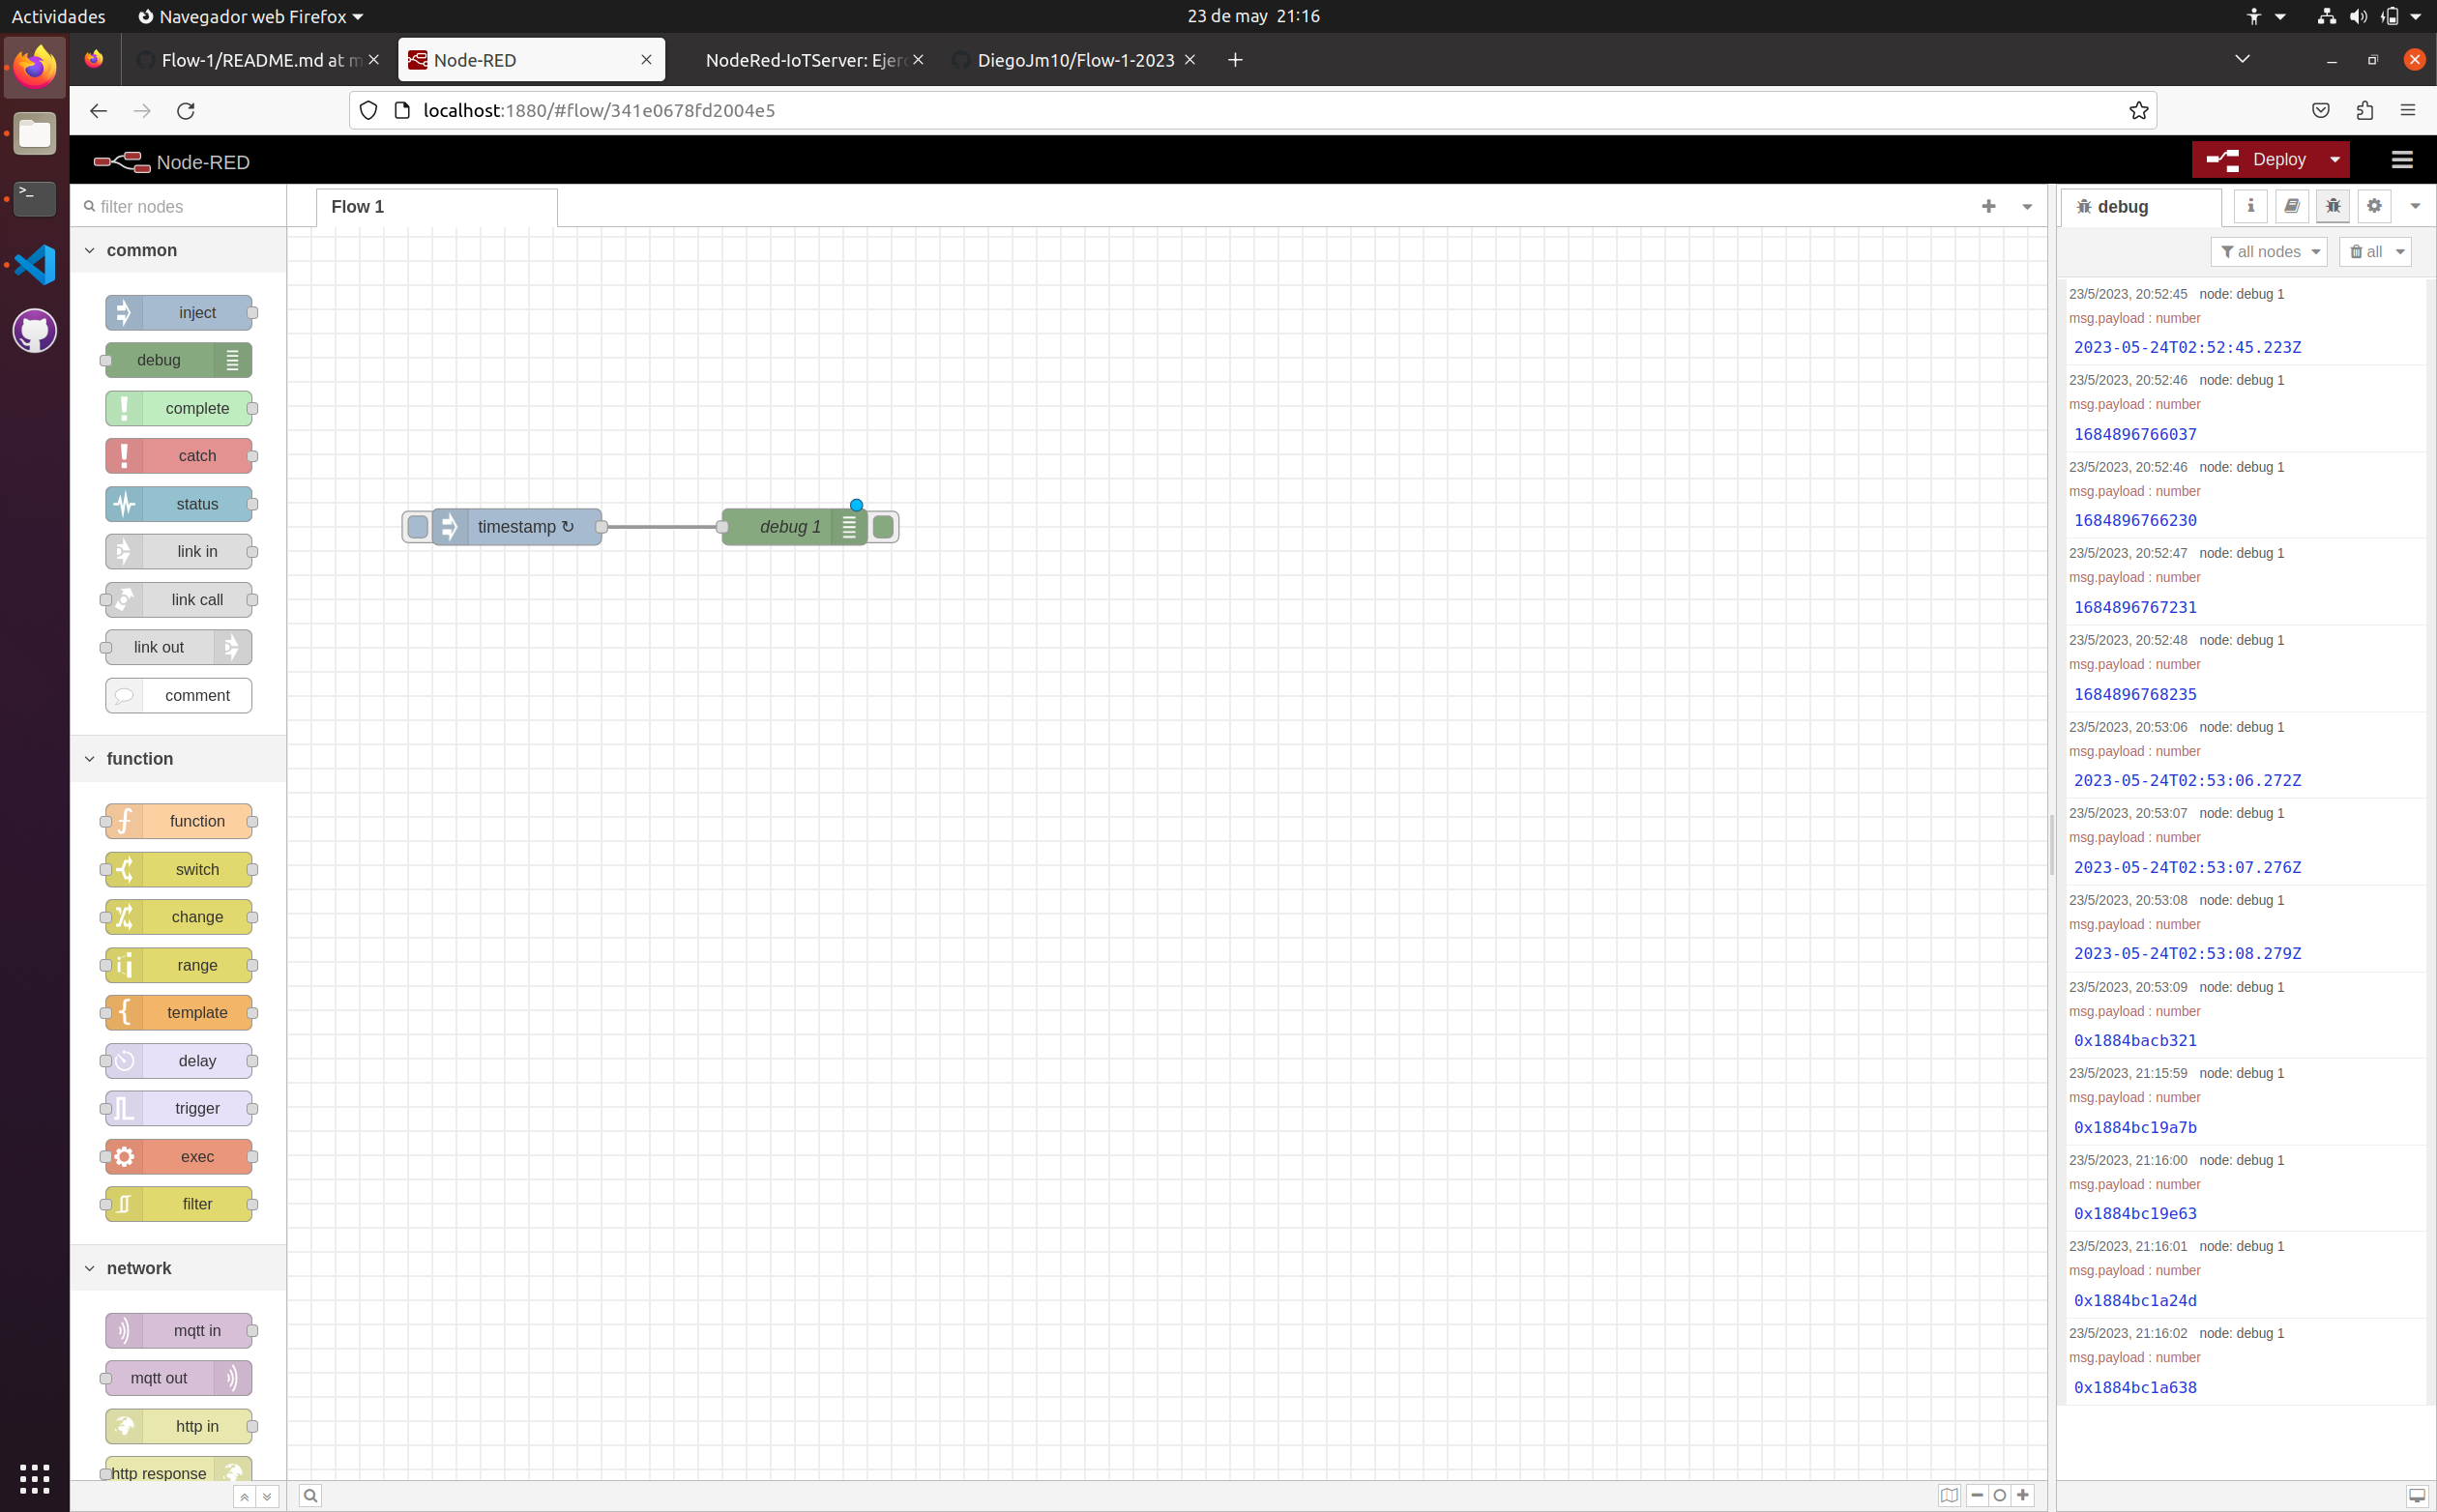 Actividades
Navegador web Firefox
23 de may 21:16
Flow-1/README.md at m
Node-RED
NodeRed-IoTServer: Ejerc
DiegoJm10/Flow-1-2023
localhost:1880/#flow/341e0678fd2004e5
Node-RED
Deploy
filter nodes
common
inject
debug
complete
catch
status
link in
link call
link out
comment
function
function
switch
change
range
template
delay
trigger
exec
filter
network
mqtt in
mqtt out
http in
http response
Flow 1
timestamp ↻
debug 1
debug
all nodes
all
23/5/2023, 20:52:45 node: debug 1
msg.payload : number
2023-05-24T02:52:45.223Z
23/5/2023, 20:52:46 node: debug 1
msg.payload : number
1684896766037
23/5/2023, 20:52:46 node: debug 1
msg.payload : number
1684896766230
23/5/2023, 20:52:47 node: debug 1
msg.payload : number
1684896767231
23/5/2023, 20:52:48 node: debug 1
msg.payload : number
1684896768235
23/5/2023, 20:53:06 node: debug 1
msg.payload : number
2023-05-24T02:53:06.272Z
23/5/2023, 20:53:07 node: debug 1
msg.payload : number
2023-05-24T02:53:07.276Z
23/5/2023, 20:53:08 node: debug 1
msg.payload : number
2023-05-24T02:53:08.279Z
23/5/2023, 20:53:09 node: debug 1
msg.payload : number
0x1884bacb321
23/5/2023, 21:15:59 node: debug 1
msg.payload : number
0x1884bc19a7b
23/5/2023, 21:16:00 node: debug 1
msg.payload : number
0x1884bc19e63
23/5/2023, 21:16:01 node: debug 1
msg.payload : number
0x1884bc1a24d
23/5/2023, 21:16:02 node: debug 1
msg.payload : number
0x1884bc1a638